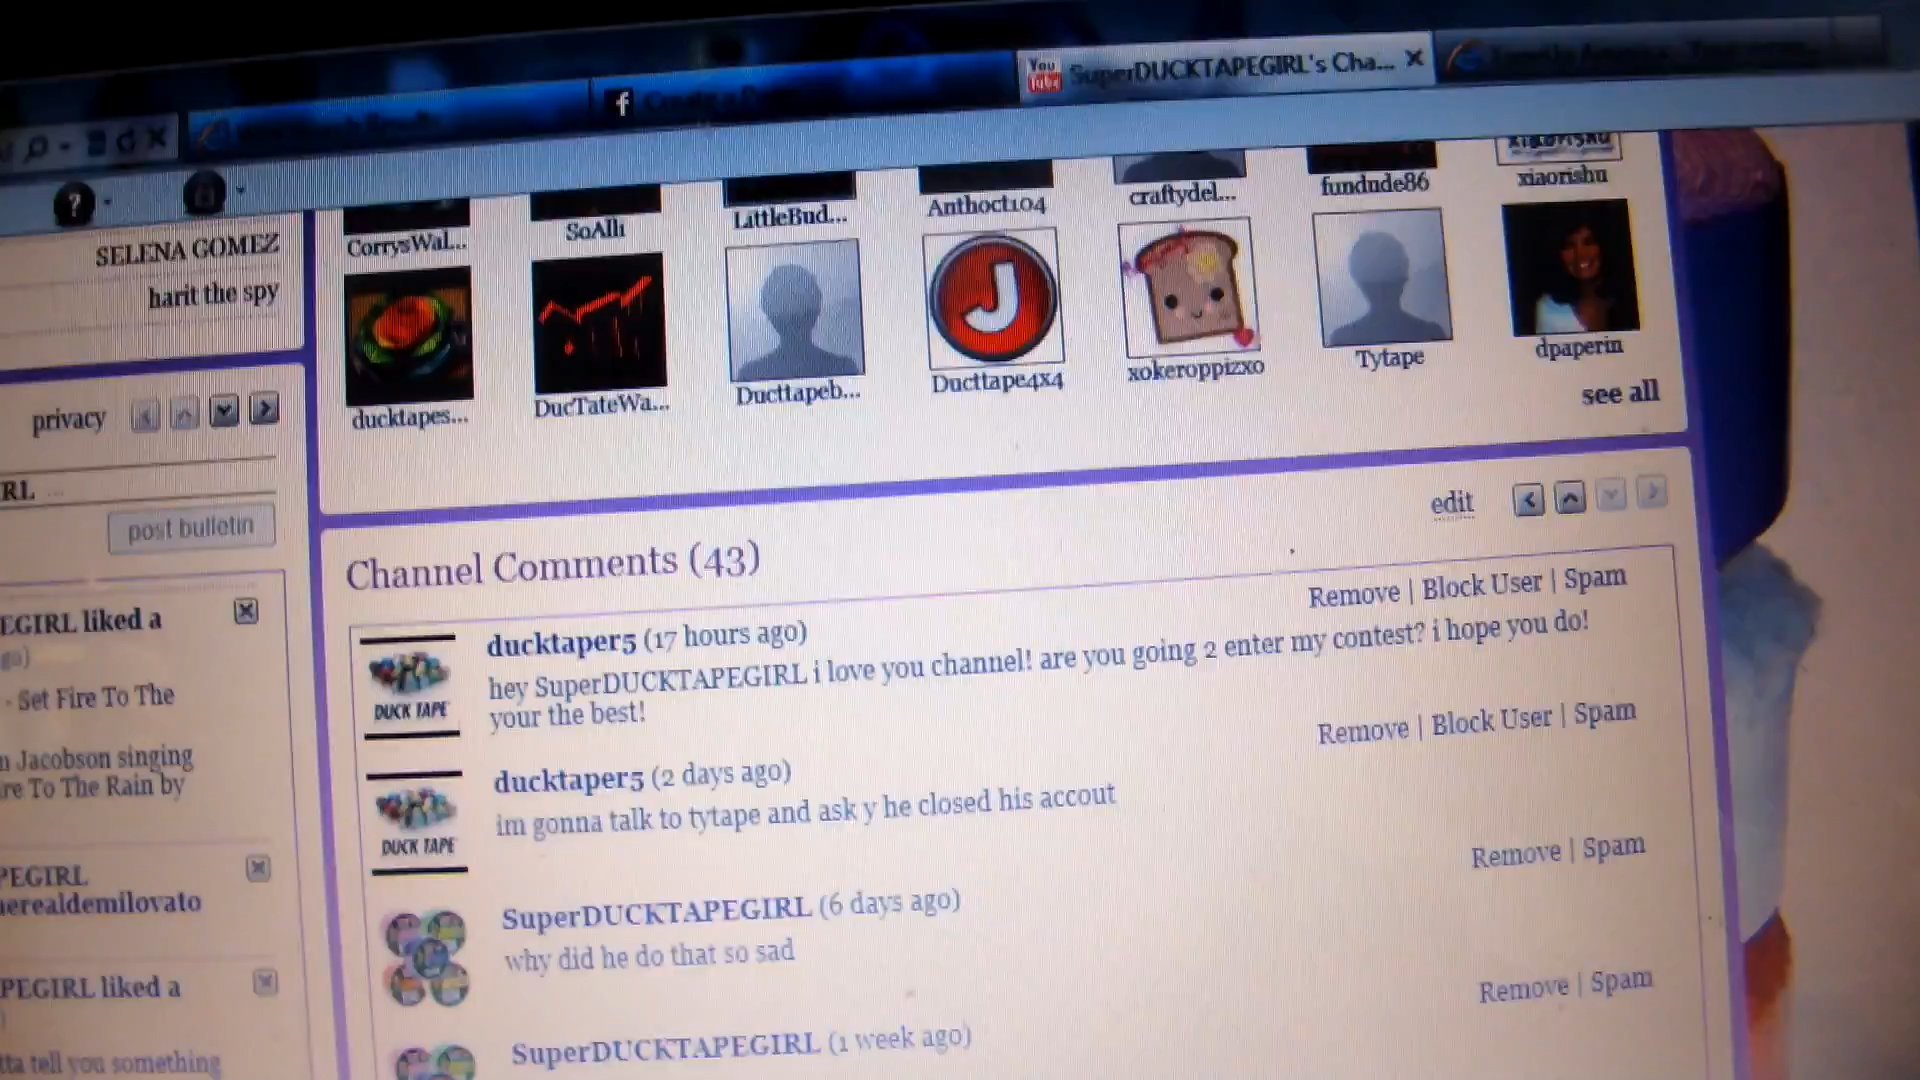 You Tube SuperDUCKTAPEGIRL's Cha...
SELENA GOMEZ
harit the spy
privacy
RL
post bulletin
EGIRL liked a
go)
- Set Fire To The
n Jacobson singing
re To The Rain by
PEGIRL
herealdemilovato
PEGIRL liked a
tta tell you something
CorrysWal...
SoAlli
LittleBud...
Anthoct104
craftydel...
fundude86
xiaorishu
ducktapes...
DucTateWa...
Ducttapeb...
J
Ducttape4x4
xokeroppizxo
Tytape
dpaperin
see all
edit
Channel Comments (43)
Remove | Block User | Spam
ducktaper5 (17 hours ago)
hey SuperDUCKTAPEGIRL i love you channel! are you going 2 enter my contest? i hope you do!
your the best!
DUCK TAPE
Remove | Block User | Spam
ducktaper5 (2 days ago)
im gonna talk to tytape and ask y he closed his accout
DUCK TAPE
Remove | Spam
SuperDUCKTAPEGIRL (6 days ago)
why did he do that so sad
Remove | Spam
SuperDUCKTAPEGIRL (1 week ago)